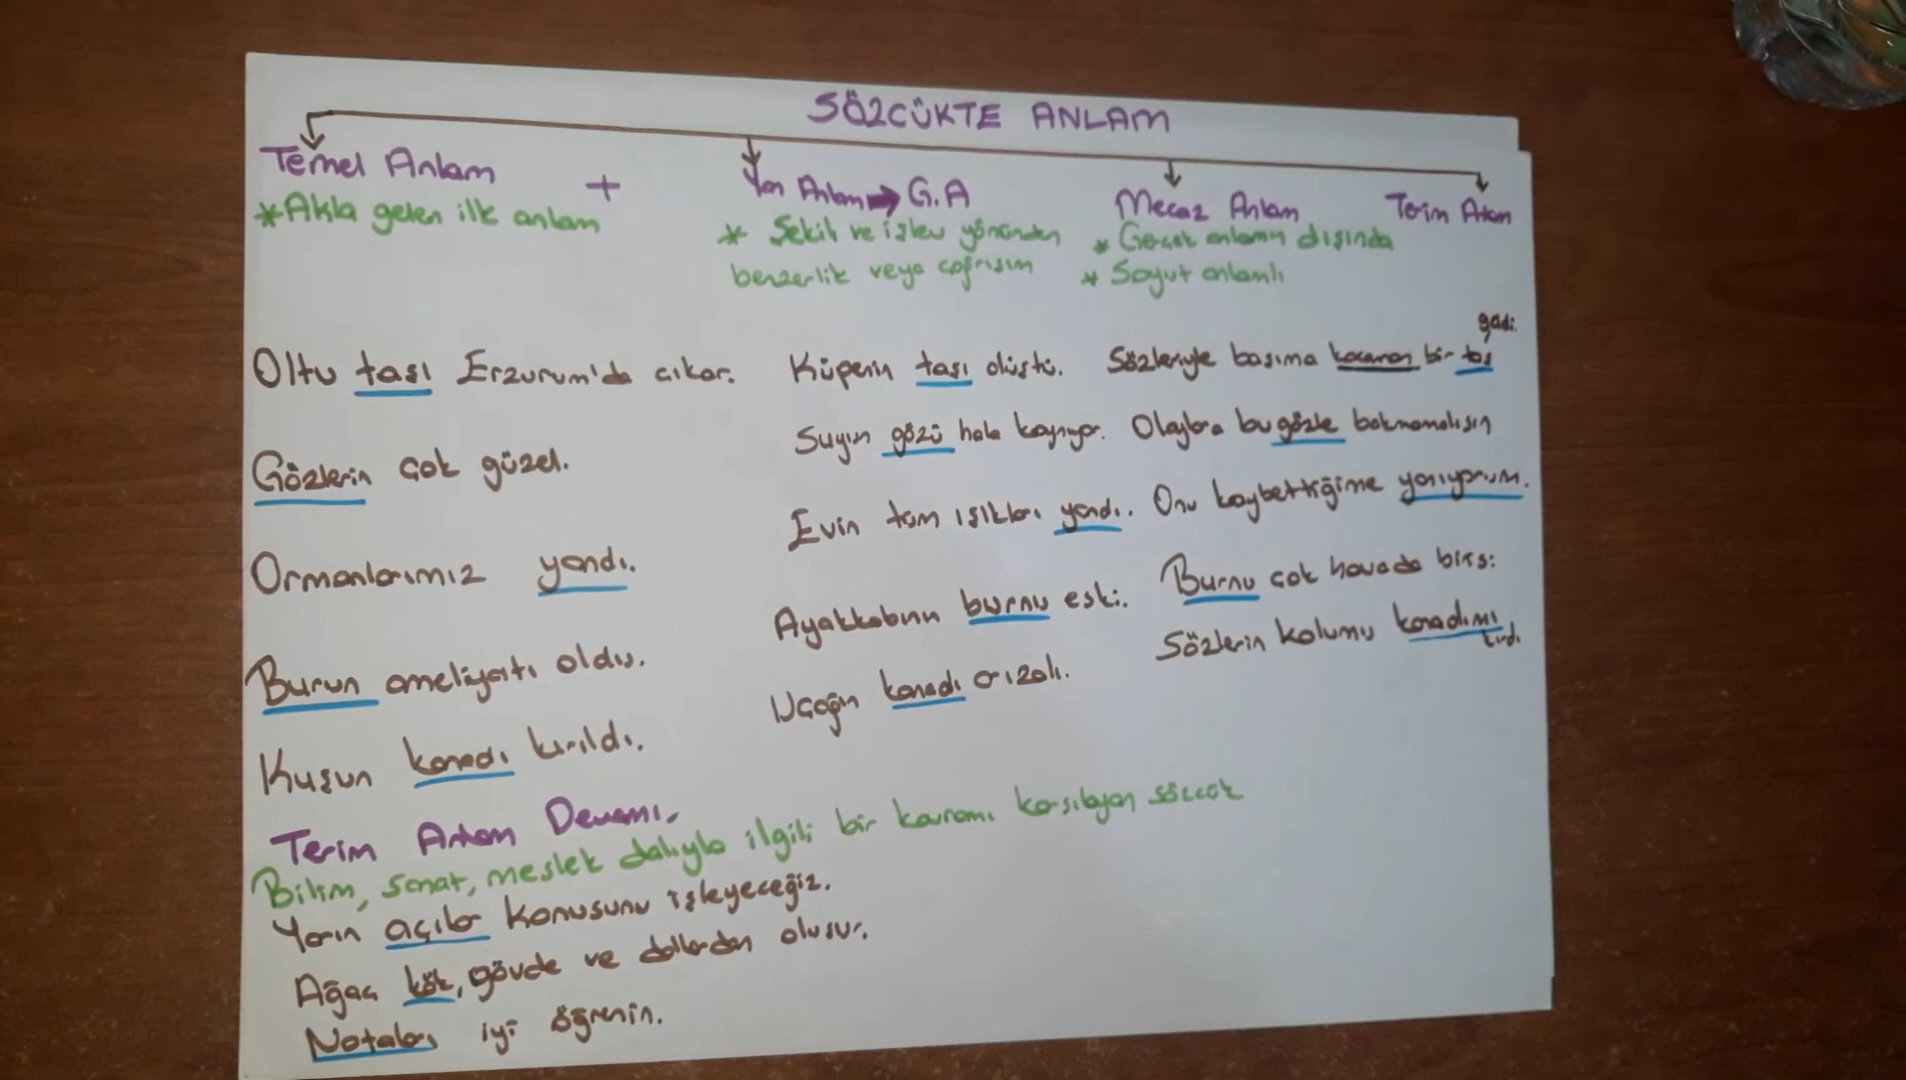 SÖZCÜKTE ANLAM
Temel Anlam + Yan Anlam → G.A
* Akla gelen ilk anlam
* Şekil ve işlev yönünden
benzerlik veya çağrışım
Mecaz Anlam
* Gerçek anlamın dışında
* Soyut anlamlı
Terim Anlam
Oltu taşı Erzurum'da çıkar.
Gözlerin çok güzel.
Ormanlarımız yandı.
Burun ameliyatı oldu.
Kuşun kanadı kırıldı.
Küpenin taşı düştü.
Suyun gözü hala kaynıyor.
Evin tüm ışıkları yandı.
Ayakkabının burnu eski.
Uçağın kanadı arızalı.
Sözleriyle başıma kocaman bir taş
Olaylara bu gözle bakmamalısın
Onu kaybettiğime yanıyorum.
Burnu çok havada biris:
Sözlerin kolumu kanadımı
kırdı.
Terim Anlam Devamı
Bilim, sanat, meslek dalıyla ilgili bir kavramı karşılayan sözcük
Yarın açılar konusunu işleyeceğiz.
Ağaç kök, gövde ve dallardan oluşur.
Notaları iyi öğrenin.